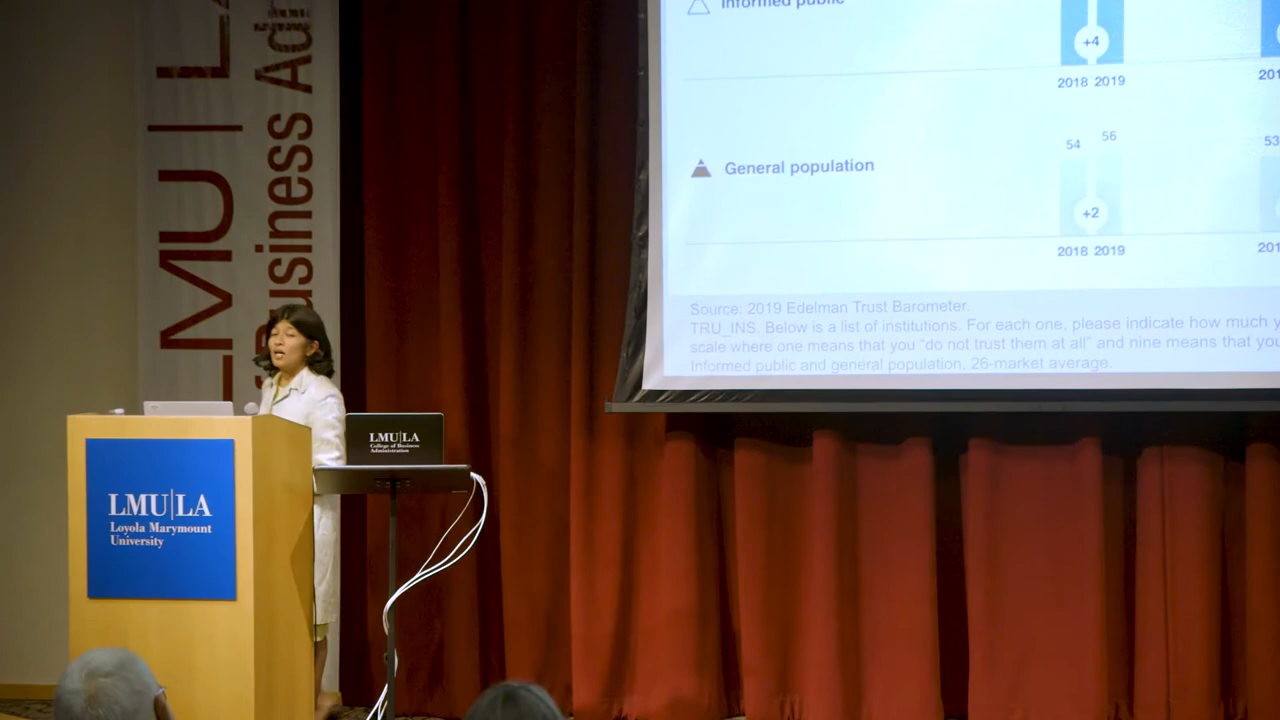 LMU | LA
Business Ad
Informed public
+4
2018 2019
54 56
General population
+2
2018 2019
53
Source: 2019 Edelman Trust Barometer.
TRU_INS. Below is a list of institutions. For each one, please indicate how much
scale where one means that you "do not trust them at all" and nine means that you
Informed public and general population, 26-market average.
LMU|LA
College of Business
Administration
LMU|LA
Loyola Marymount
University